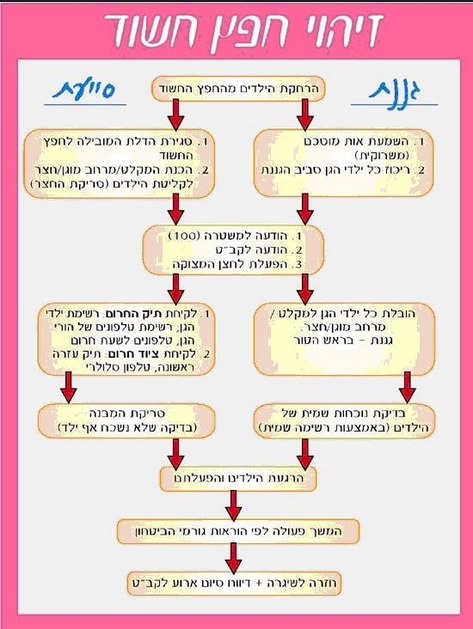 זיהוי חפץ חשוד
גננת
סייעת
הרחקת הילדים מהחפץ החשוד
1. השמעת אות מוסכם
(משרוקית)
2. ריכוז כל ילדי הגן סביב הגננת
1. סגירת הדלת המובילה לחפץ
החשוד
2. הכנת המקלט/מרחב מוגן/חצר
לקליטת הילדים (סריקת החצר)
1. הודעה למשטרה (100)
2. הודעה לקב"ט
3. הפעלת לחצן המצוקה
הובלת כל ילדי הגן למקלט /
מרחב מוגן/חצר.
גננת - בראש הטור
1. לקיחת תיק החרום: רשימת ילדי
הגן, רשימת טלפונים של הורי
הגן, טלפונים לשעת חרום
2. לקיחת ציוד חרום: תיק עזרה
ראשונה, טלפון סלולרי
בדיקת נוכחות שמית של
הילדים (באמצעות רשימה שמית)
סריקת המבנה
(בדיקה שלא נשכח אף ילד)
הרגעת הילדים והפעלתם
המשך פעולה לפי הוראות גורמי הביטחון
חזרה לשיגרה + דיווח סיום ארוע לקב"ט